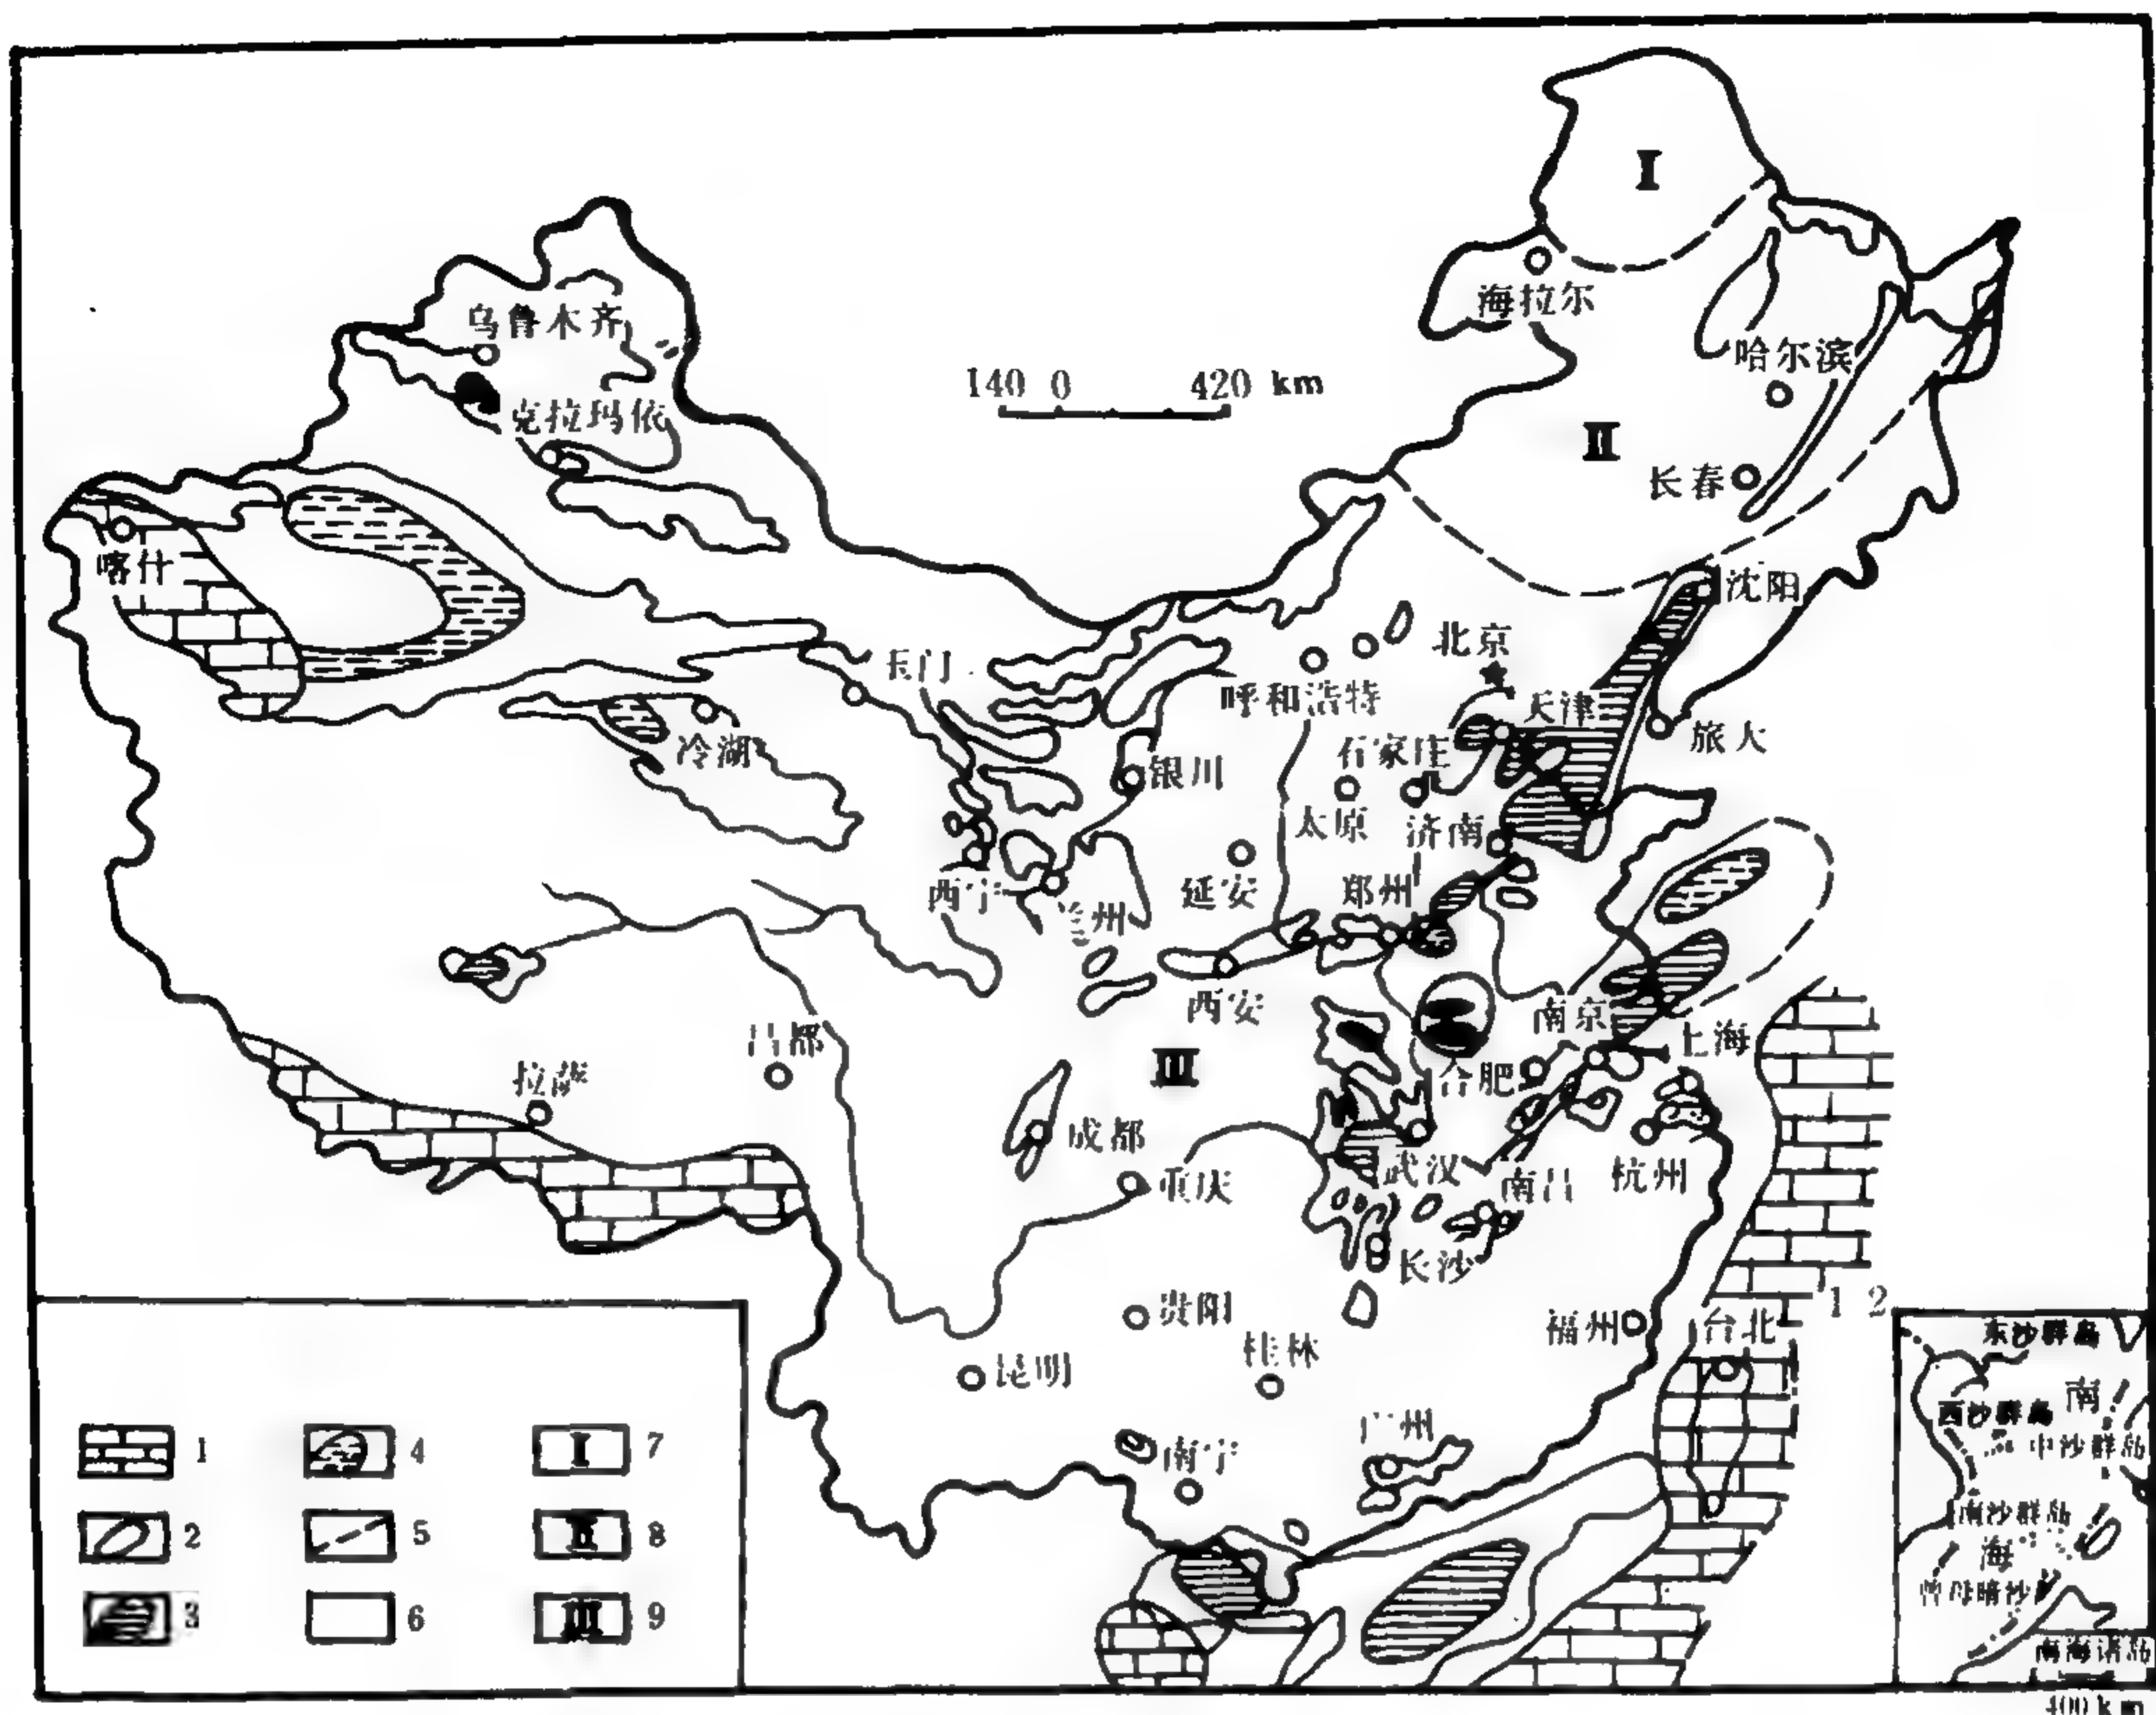 I
海拉尔
乌鲁木齐
哈尔滨
140 0 420 km
克拉玛依
II
长春
喀什
沈阳
北京
玉门
呼和浩特
天津
冷湖
石家庄
旅大
银川
太原
济南
西宁
兰州
延安
郑州
西安
南京
昌都
III
上海
拉萨
合肥
成都
武汉
重庆
南昌
杭州
长沙
贵阳
福州
台北
12
昆明
桂林
广州
南宁
1
4
I 7
2
5
II 8
3
6
III 9
东沙群岛
南
西沙群岛
中沙群岛
南沙群岛
海
曾母暗沙
南海诸岛
400 km